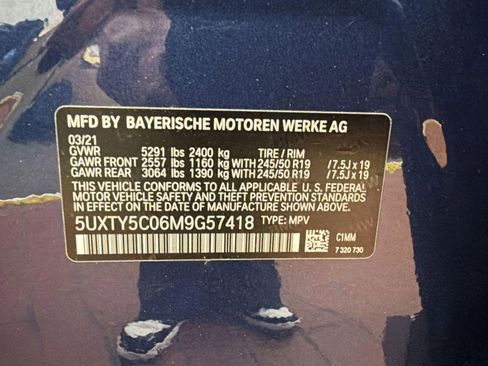 MFD BY BAYERISCHE MOTOREN WERKE AG
03/21
GVWR 5291 lbs 2400 kg TIRE / RIM
GAWR FRONT 2557 lbs 1160 kg WITH 245/50 R19 /7.5J x 19
GAWR REAR 3064 lbs 1390 kg WITH 245/50 R19 /7.5J x 19
THIS VEHICLE CONFORMS TO ALL APPLICABLE U. S. FEDERAL
MOTOR VEHICLE SAFETY AND THEFT PREVENTION STANDARDS
IN EFFECT ON THE DATE OF MANUFACTURE SHOWN ABOVE.
5UXTY5C06M9G57418 TYPE: MPV
C1MM
7 320 730